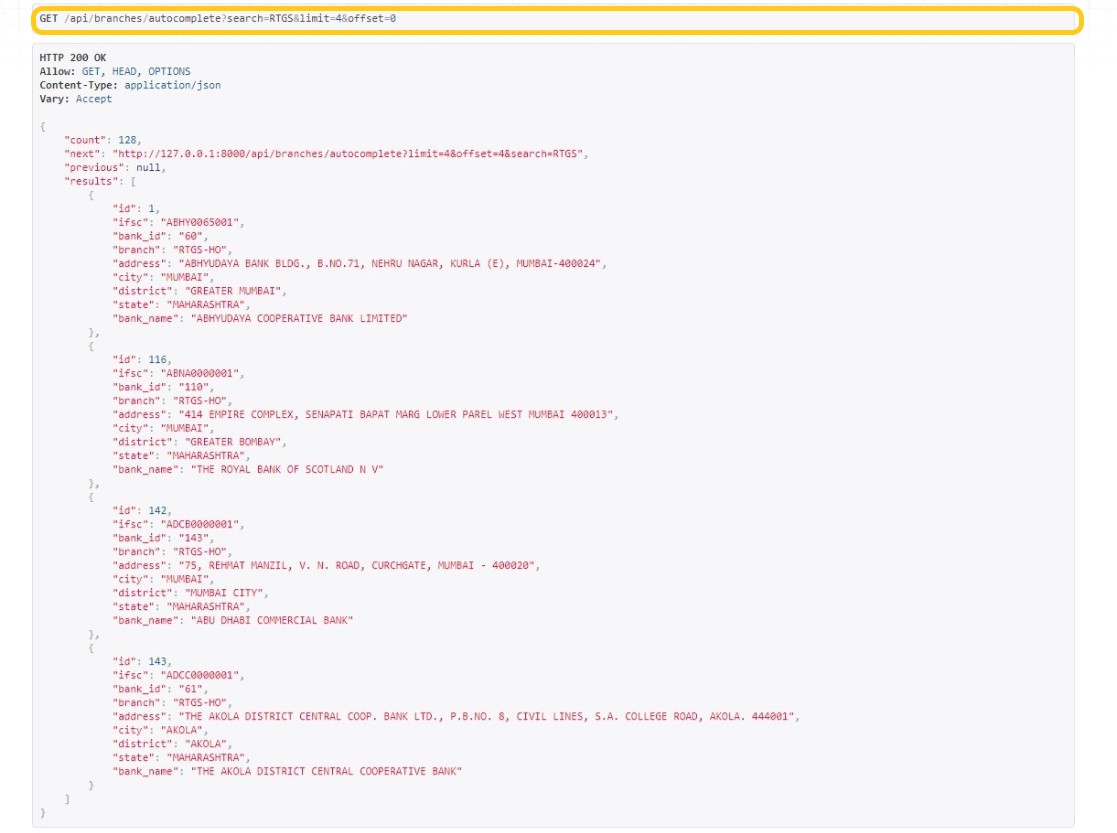 GET /api/branches/autocomplete?search=RTGS&limit=4&offset=0
HTTP 200 OK
Allow: GET, HEAD, OPTIONS
Content-Type: application/json
Vary: Accept
{
"count": 128,
"next": "http://127.0.0.1:8000/api/branches/autocomplete?limit=4&offset=4&search=RTGS",
"previous": null,
"results": [
{
"id": 1,
"ifsc": "ABHY0065001",
"bank_id": "60",
"branch": "RTGS-HO",
"address": "ABHYUDAYA BANK BLDG., B.NO.71, NEHRU NAGAR, KURLA (E), MUMBAI-400024",
"city": "MUMBAI",
"district": "GREATER MUMBAI",
"state": "MAHARASHTRA",
"bank_name": "ABHYUDAYA COOPERATIVE BANK LIMITED"
},
{
"id": 116,
"ifsc": "ABNA0000001",
"bank_id": "110",
"branch": "RTGS-HO",
"address": "414 EMPIRE COMPLEX, SENAPATI BAPAT MARG LOWER PAREL WEST MUMBAI 400013",
"city": "MUMBAI",
"district": "GREATER BOMBAY",
"state": "MAHARASHTRA",
"bank_name": "THE ROYAL BANK OF SCOTLAND N V"
},
{
"id": 142,
"ifsc": "ADCB0000001",
"bank_id": "143",
"branch": "RTGS-HO",
"address": "75, REHMAT MANZIL, V. N. ROAD, CURCHGATE, MUMBAI - 400020",
"city": "MUMBAI",
"district": "MUMBAI CITY",
"state": "MAHARASHTRA",
"bank_name": "ABU DHABI COMMERCIAL BANK"
},
{
"id": 143,
"ifsc": "ADCC0000001",
"bank_id": "61",
"branch": "RTGS-HO",
"address": "THE AKOLA DISTRICT CENTRAL COOP. BANK LTD., P.B.NO. 8, CIVIL LINES, S.A. COLLEGE ROAD, AKOLA. 444001",
"city": "AKOLA",
"district": "AKOLA",
"state": "MAHARASHTRA",
"bank_name": "THE AKOLA DISTRICT CENTRAL COOPERATIVE BANK"
}
]
}